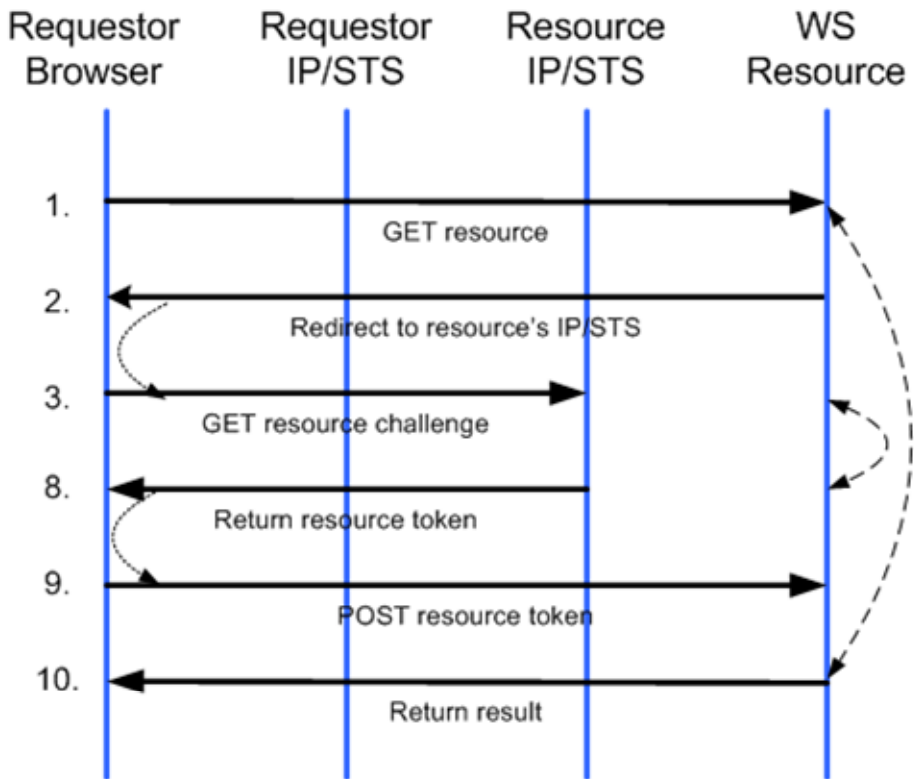 Requestor Browser
Requestor IP/STS
Resource IP/STS
WS Resource
1.
GET resource
2.
Redirect to resource's IP/STS
3.
GET resource challenge
8.
Return resource token
9.
POST resource token
10.
Return result